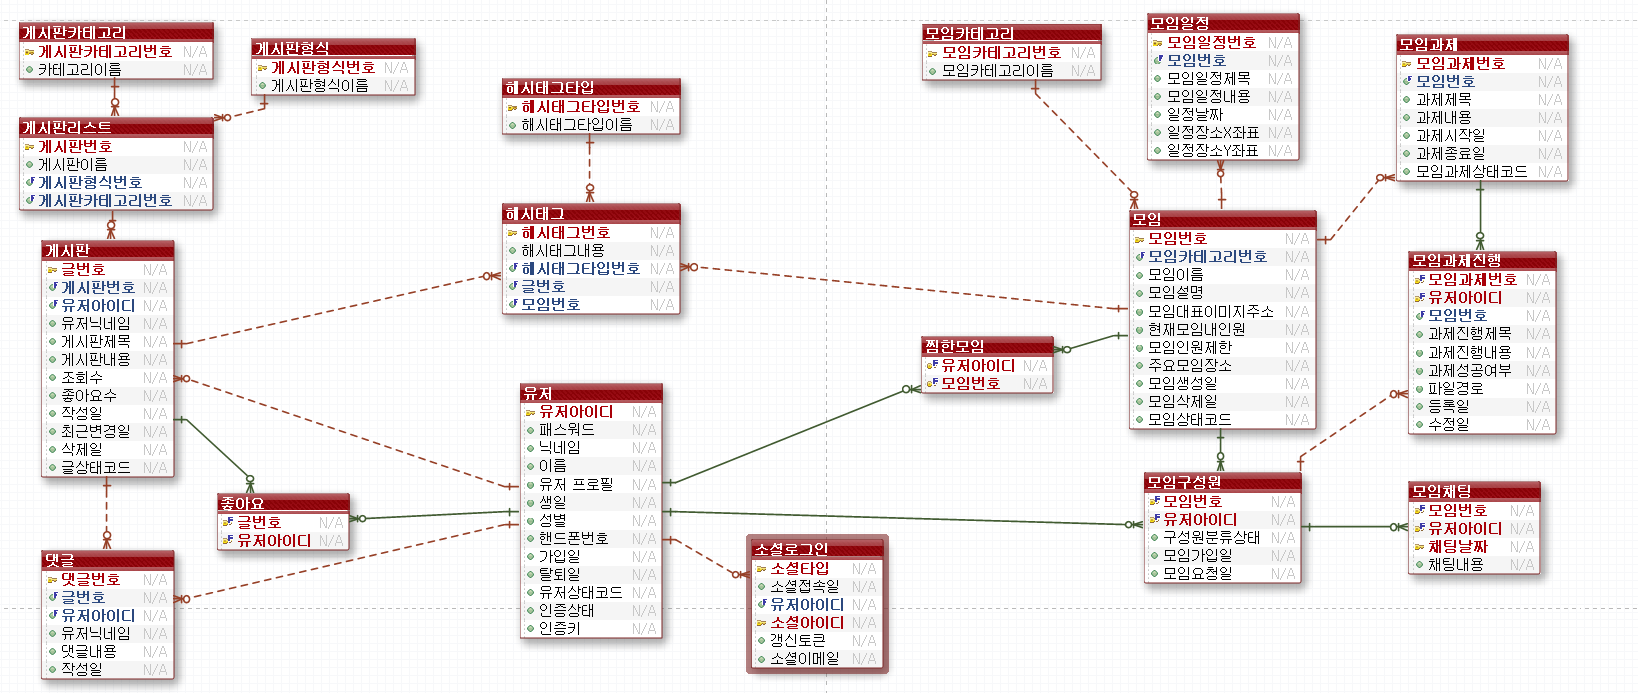 게시판카테고리
게시판카테고리번호 N/A
카테고리이름 N/A
게시판형식
게시판형식번호 N/A
게시판형식이름 N/A
게시판리스트
게시판번호 N/A
게시판이름 N/A
게시판형식번호 N/A
게시판카테고리번호 N/A
게시판
글번호 N/A
게시판번호 N/A
유저아이디 N/A
유저닉네임 N/A
게시판제목 N/A
게시판내용 N/A
조회수 N/A
좋아요수 N/A
작성일 N/A
최근변경일 N/A
삭제일 N/A
글상태코드 N/A
좋아요
글번호 N/A
유저아이디 N/A
댓글
댓글번호 N/A
글번호 N/A
유저아이디 N/A
유저닉네임 N/A
댓글내용 N/A
작성일 N/A
해시태그타입
해시태그타입번호 N/A
해시태그타입이름 N/A
해시태그
해시태그번호 N/A
해시태그내용 N/A
해시태그타입번호 N/A
글번호 N/A
모임번호 N/A
유저
유저아이디 N/A
패스워드 N/A
닉네임 N/A
이름 N/A
유저 프로필 N/A
생일 N/A
성별 N/A
핸드폰번호 N/A
가입일 N/A
탈퇴일 N/A
유저상태코드 N/A
인증상태 N/A
인증키 N/A
소셜로그인
소셜타입 N/A
소셜접속일 N/A
유저아이디 N/A
소셜아이디 N/A
갱신토큰 N/A
소셜이메일 N/A
모임카테고리
모임카테고리번호 N/A
모임카테고리이름 N/A
찜한모임
유저아이디 N/A
모임번호 N/A
모임일정
모임일정번호 N/A
모임번호 N/A
모임일정제목 N/A
모임일정내용 N/A
일정날짜 N/A
일정장소X좌표 N/A
일정장소Y좌표 N/A
모임
모임번호 N/A
모임카테고리번호 N/A
모임이름 N/A
모임설명 N/A
모임대표이미지주소 N/A
현재모임내인원 N/A
모임인원제한 N/A
주요모임장소 N/A
모임생성일 N/A
모임삭제일 N/A
모임상태코드 N/A
모임구성원
모임번호 N/A
유저아이디 N/A
구성원분류상태 N/A
모임가입일 N/A
모임요청일 N/A
모임과제
모임과제번호 N/A
모임번호 N/A
과제제목 N/A
과제내용 N/A
과제시작일 N/A
과제종료일 N/A
모임과제상태코드 N/A
모임과제진행
모임과제번호 N/A
유저아이디 N/A
모임번호 N/A
과제진행제목 N/A
과제진행내용 N/A
과제성공여부 N/A
파일경로 N/A
등록일 N/A
수정일 N/A
모임채팅
모임번호 N/A
유저아이디 N/A
채팅날짜 N/A
채팅내용 N/A